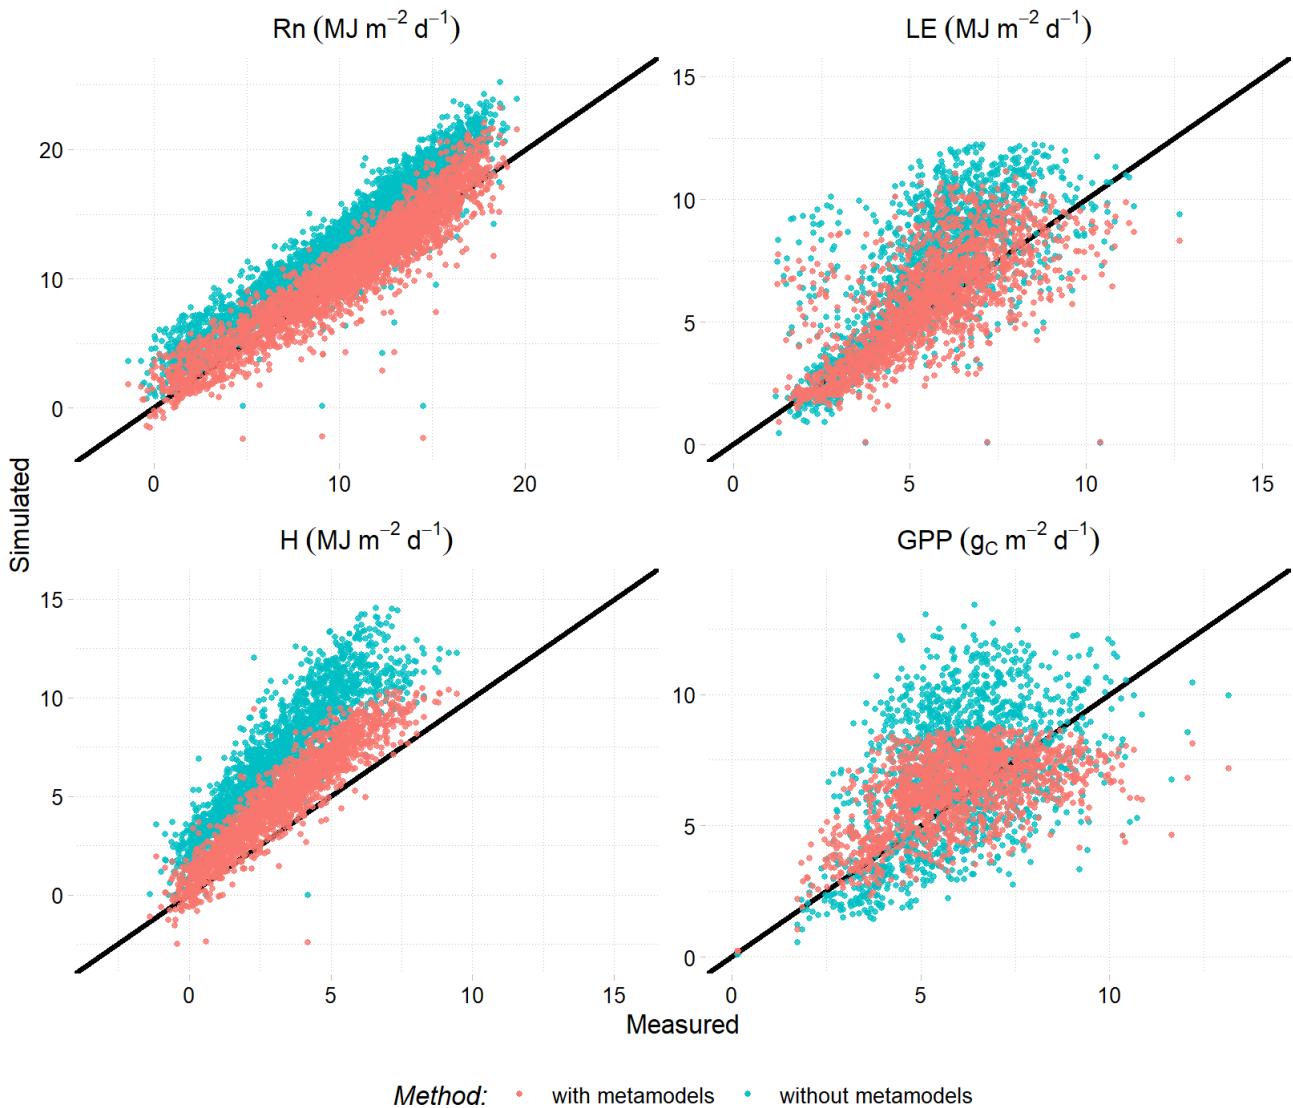 Rn (MJ m⁻² d⁻¹)
LE (MJ m⁻² d⁻¹)
20
10
0
0 10 20
15
10
5
0
0 5 10 15
H (MJ m⁻² d⁻¹)
GPP (g_C m⁻² d⁻¹)
15
10
5
0
0 5 10 15
10
5
0
0 5 10
Simulated
Measured
Method: with metamodels without metamodels